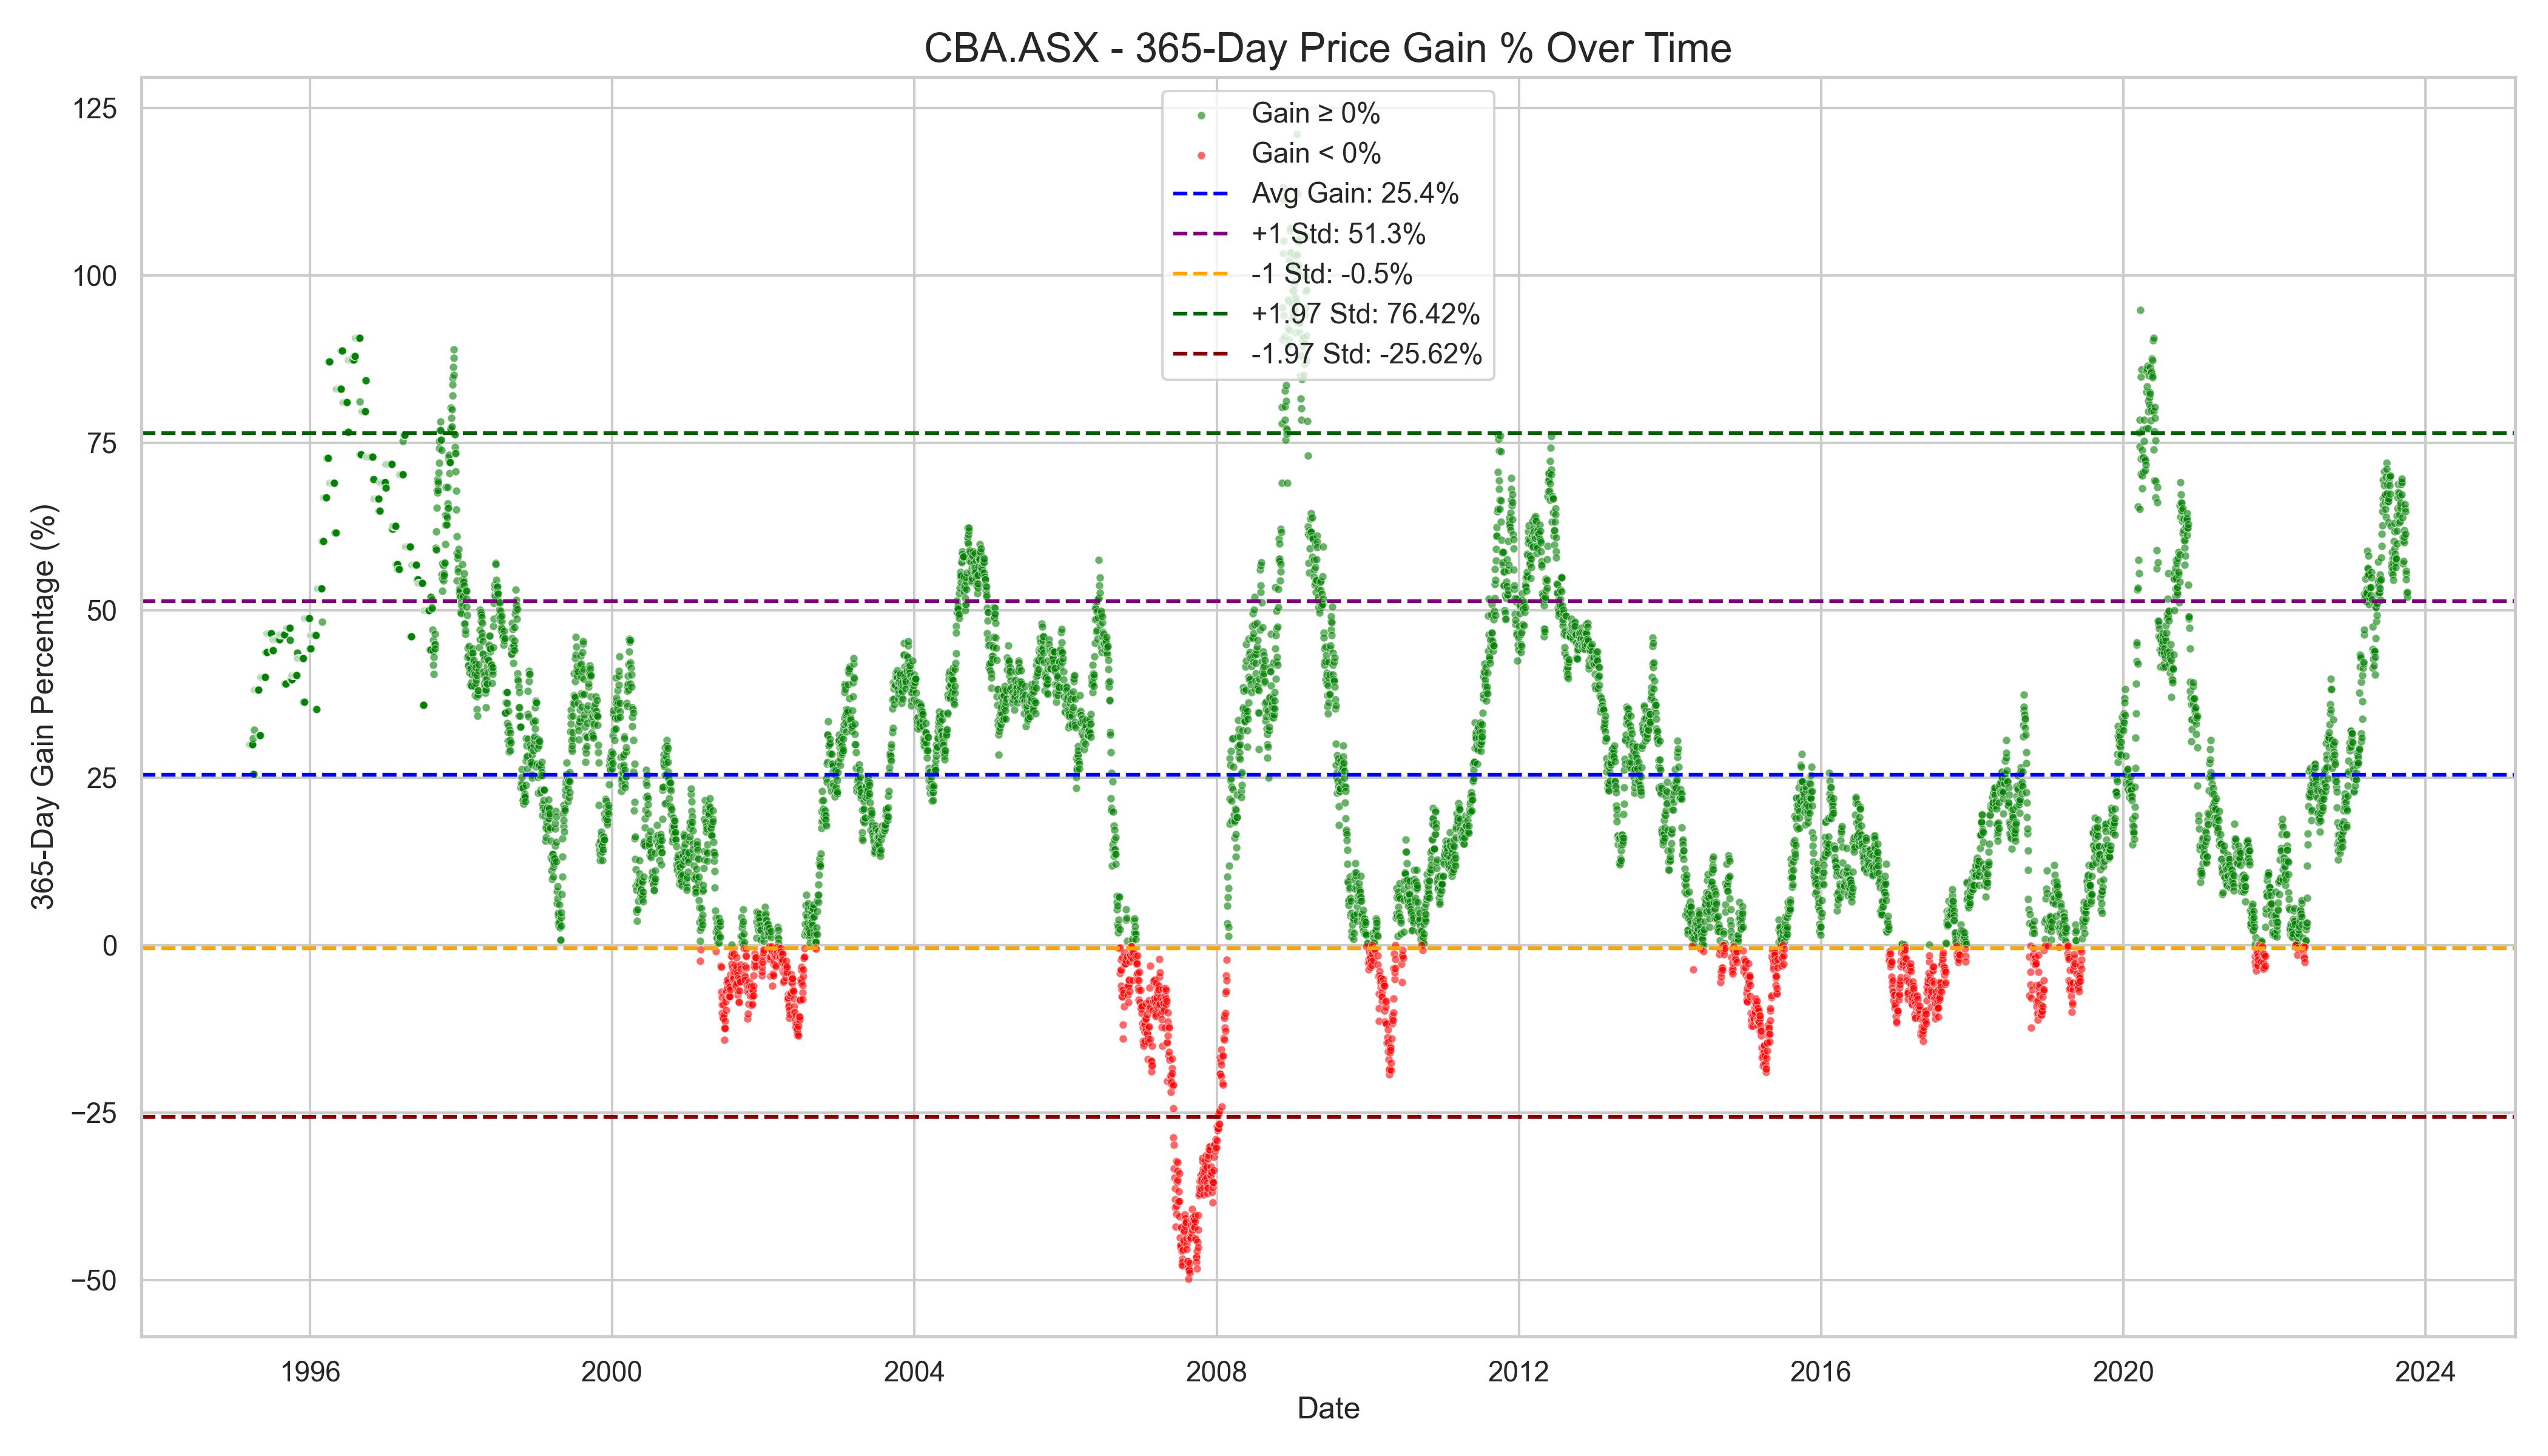 CBA.ASX - 365-Day Price Gain % Over Time
Gain ≥ 0%
Gain < 0%
Avg Gain: 25.4%
+1 Std: 51.3%
-1 Std: -0.5%
+1.97 Std: 76.42%
-1.97 Std: -25.62%
365-Day Gain Percentage (%)
125
100
75
50
25
0
−25
−50
1996
2000
2004
2008
2012
2016
2020
2024
Date